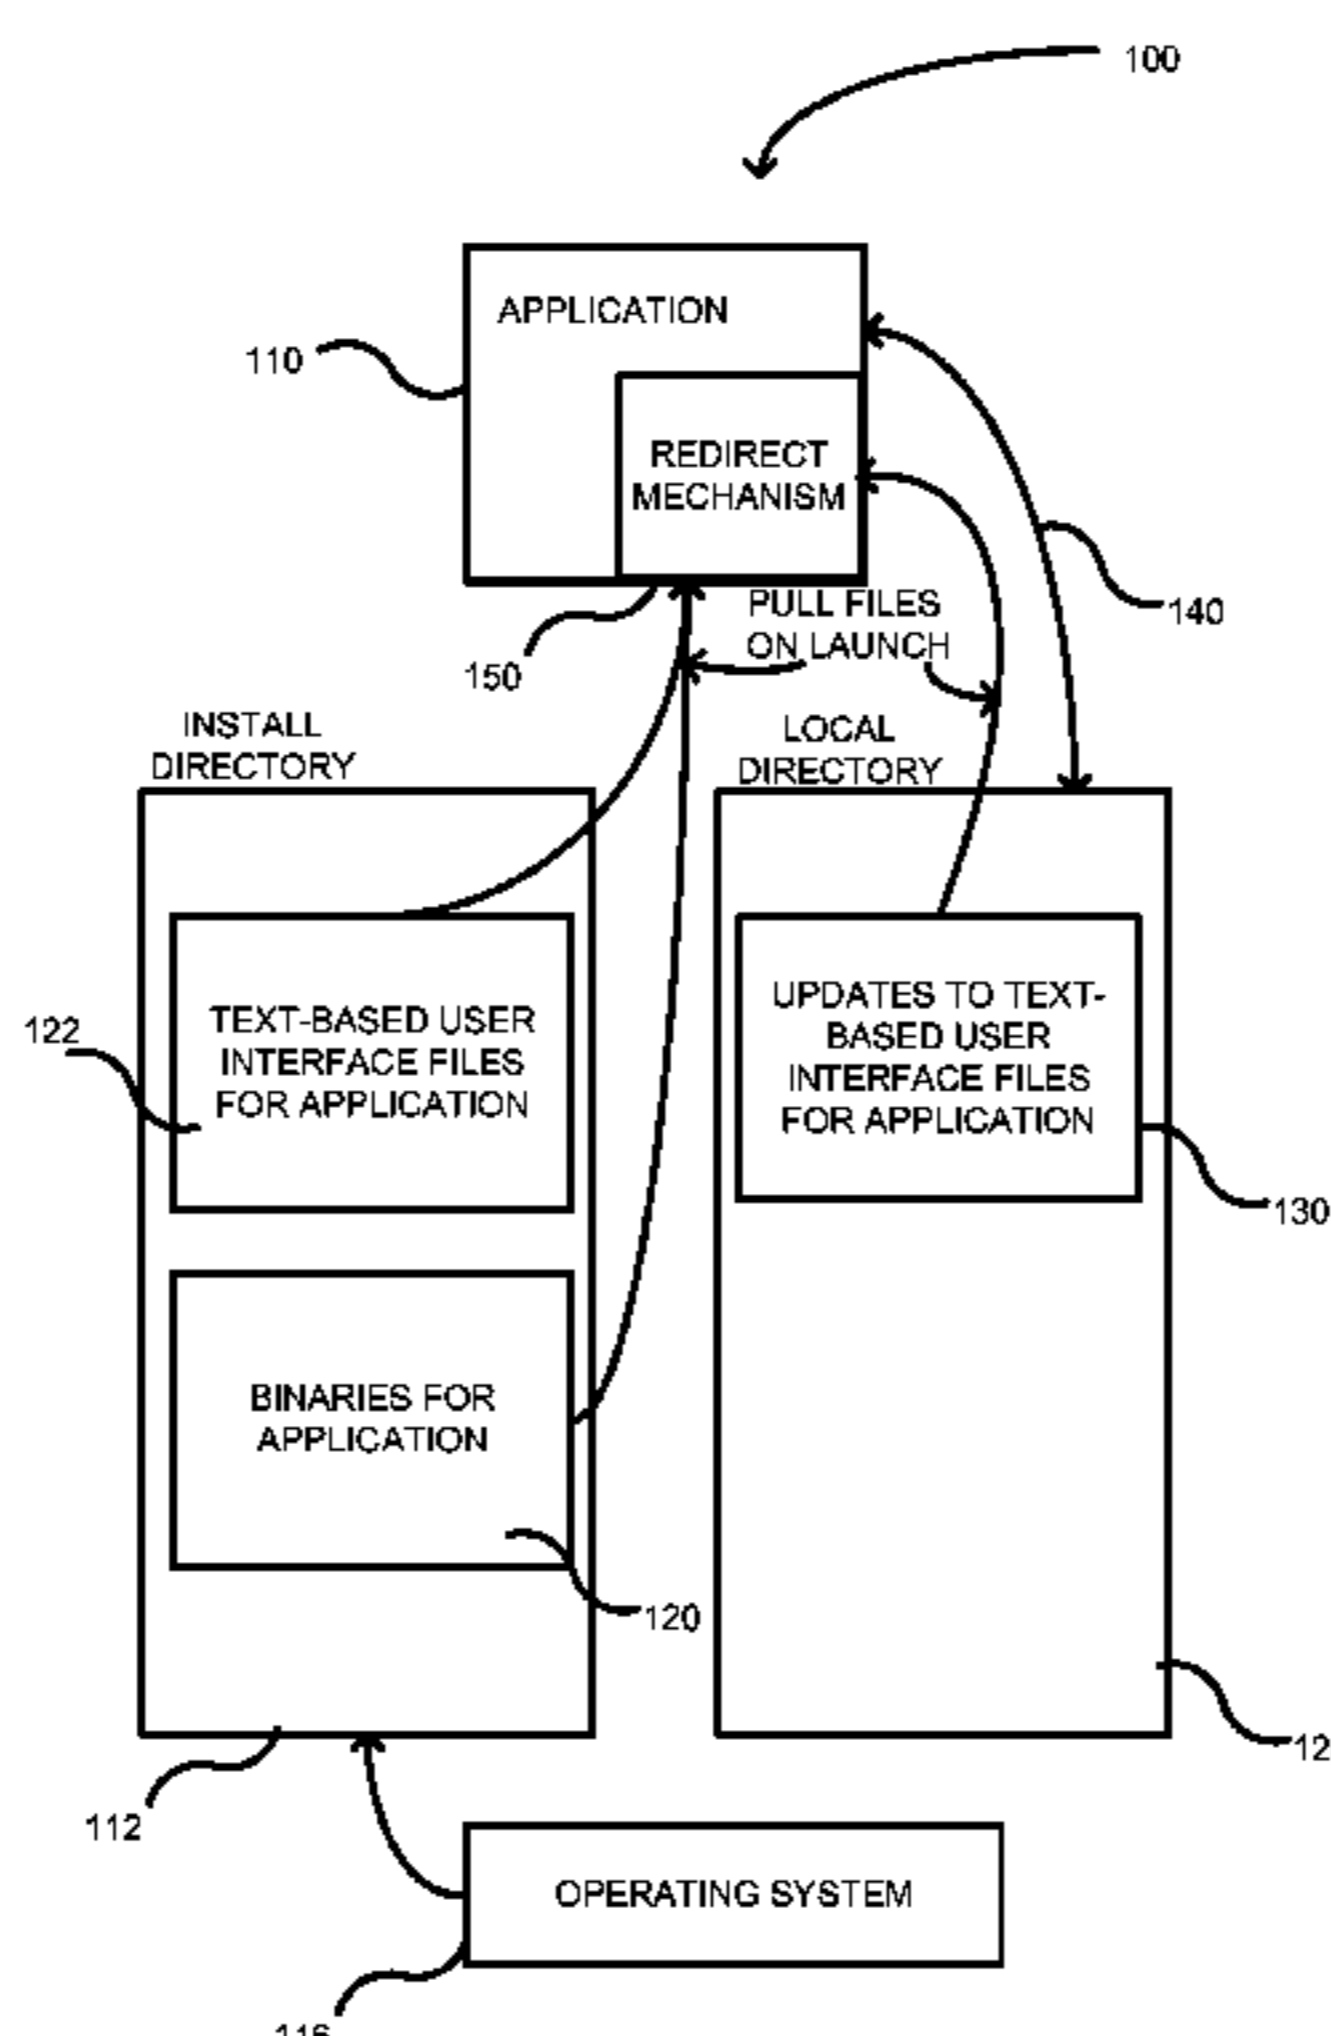 100
APPLICATION
110
REDIRECT
MECHANISM
140
PULL FILES
ON LAUNCH
150
INSTALL
DIRECTORY
LOCAL
DIRECTORY
122
TEXT-BASED USER
INTERFACE FILES
FOR APPLICATION
UPDATES TO TEXT-
BASED USER
INTERFACE FILES
FOR APPLICATION
130
BINARIES FOR
APPLICATION
120
12
112
OPERATING SYSTEM